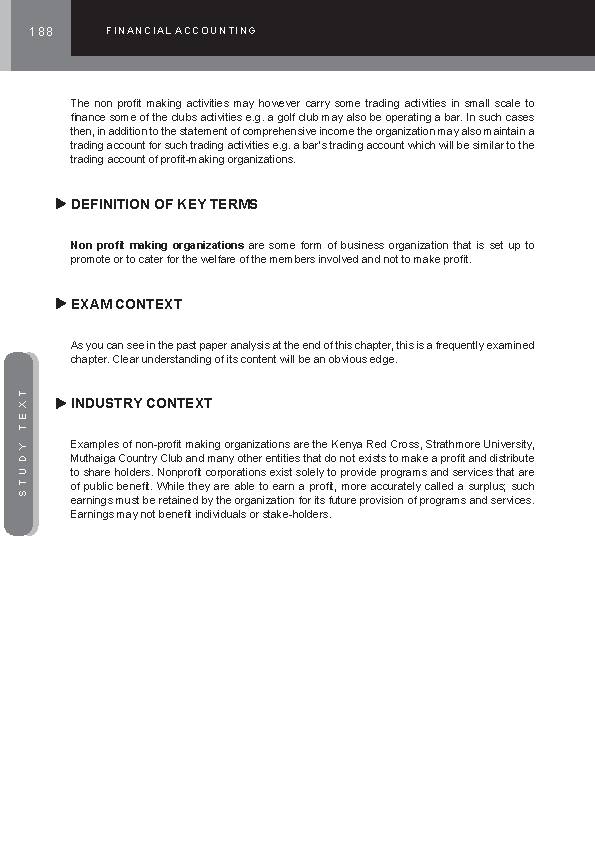 188
FINANCIAL ACCOUNTING
The non profit making activities may however carry some trading activities in small scale to
finance some of the clubs activities e.g. a golf club may also be operating a bar. In such cases
then, in addition to the statement of comprehensive income the organization may also maintain a
trading account for such trading activities e.g. a bar's trading account which will be similar to the
trading account of profit-making organizations.
DEFINITION OF KEY TERMS
Non profit making organizations are some form of business organization that is set up to
promote or to cater for the welfare of the members involved and not to make profit.
EXAM CONTEXT
As you can see in the past paper analysis at the end of this chapter, this is a frequently examined
chapter. Clear understanding of its content will be an obvious edge.
INDUSTRY CONTEXT
Examples of non-profit making organizations are the Kenya Red Cross, Strathmore University,
Muthaiga Country Club and many other entities that do not exists to make a profit and distribute
to share holders. Nonprofit corporations exist solely to provide programs and services that are
of public benefit. While they are able to earn a profit, more accurately called a surplus; such
earnings must be retained by the organization for its future provision of programs and services.
Earnings may not benefit individuals or stake-holders.
STUDY TEXT